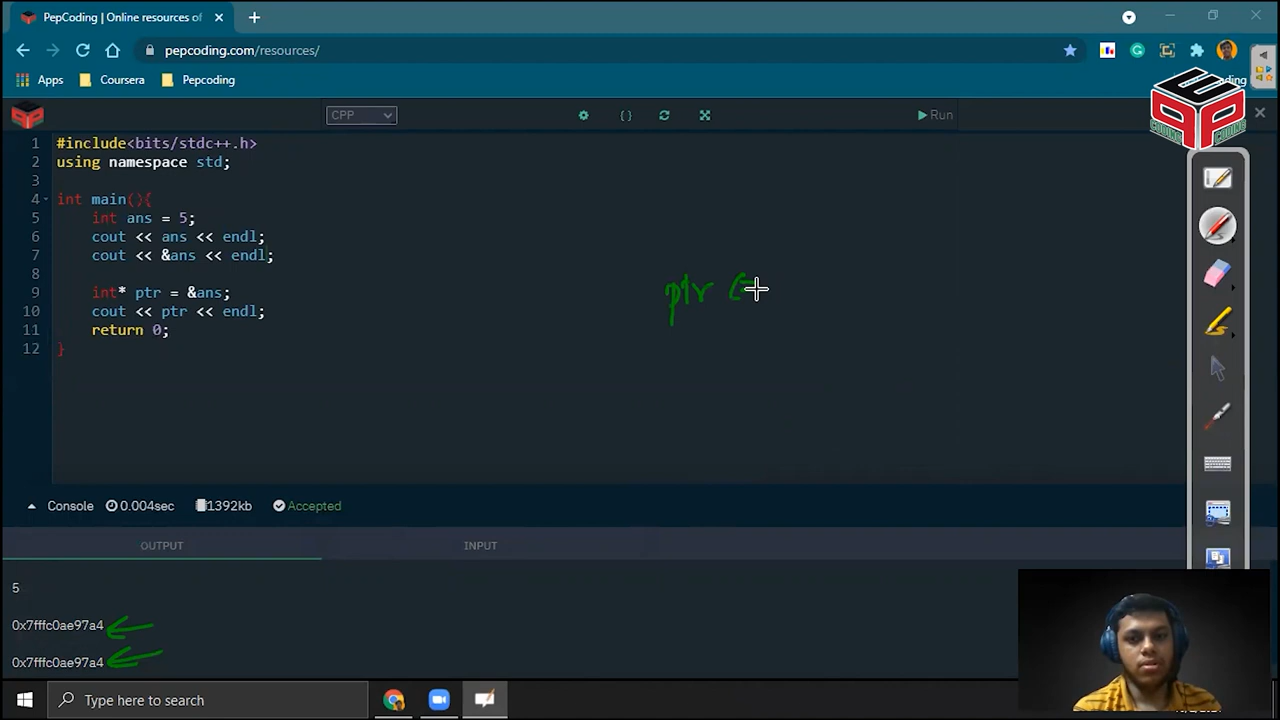 PepCoding | Online resources of
pepcoding.com/resources/
Apps
Coursera
Pepcoding
CPP
{}
Run
PEP
CODING
CODING
1 #include<bits/stdc++.h>
2 using namespace std;
3
4 int main(){
5 int ans = 5;
6 cout << ans << endl;
7 cout << &ans << endl;
8
9 int* ptr = &ans;
10 cout << ptr << endl;
11 return 0;
12 }
ptr
Console 0.004sec 1392kb Accepted
OUTPUT
INPUT
5
0x7fffc0ae97a4
0x7fffc0ae97a4
Type here to search